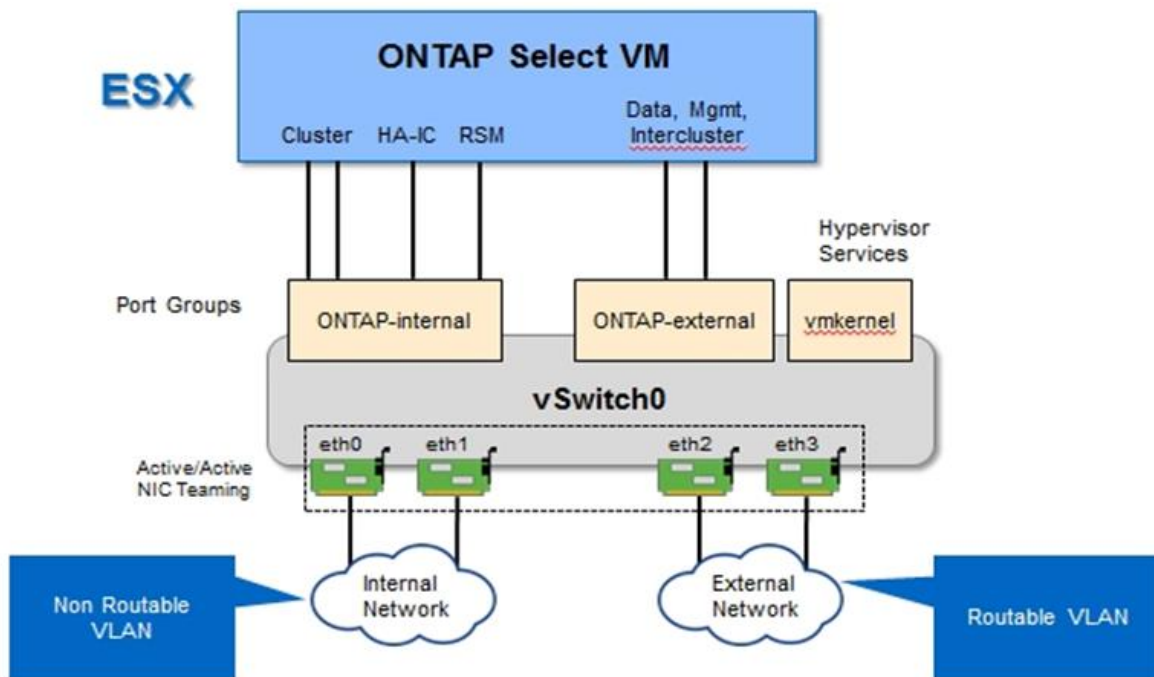 ONTAP Select VM
ESX
Data, Mgmt,
Intercluster
Cluster
HA-IC
RSM
Hypervisor
Services
Port Groups
ONTAP-internal
ONTAP-external
vmkernel
vSwitch0
eth0
eth1
eth2
eth3
Active/Active
NIC Teaming
Internal
Network
External
Network
Non Routable
VLAN
Routable VLAN